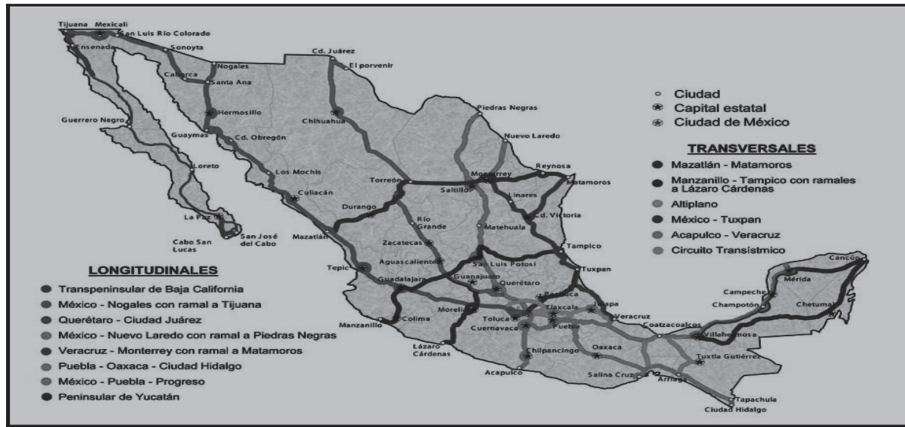 Tijuana Mexicali
San Luis Río Colorado
Ensenada
Sonoyta
Nogales
Cd. Juárez
El porvenir
Caborca
Santa Ana
Hermosillo
Chihuahua
Piedras Negras
Guerrero Negro
Guaymas
Cd. Obregón
Nuevo Laredo
Loreto
Los Mochis
Torreón
Monterrey
Reynosa
Saltillo
Matamoros
Culiacán
Linares
La Paz
Durango
Cd. Victoria
Río
Grande
Matehuala
Cabo San
Lucas
San José
del Cabo
Mazatlán
Zacatecas
Tampico
Aguascalientes
San Luis Potosí
Tepic
Guanajuato
Tuxpan
Guadalajara
Querétaro
Pachuca
Cancún
Mérida
Manzanillo
Colima
Morelia
Toluca
Tlaxcala
Jalapa
Veracruz
Campeche
Champotón
Chetumal
Cuernavaca
Puebla
Coatzacoalcos
Villahermosa
Lázaro
Cárdenas
Chilpancingo
Oaxaca
Tuxtla Gutiérrez
Acapulco
Salina Cruz
Arriaga
Tapachula
Ciudad Hidalgo
Ciudad
Capital estatal
Ciudad de México
TRANSVERSALES
Mazatlán - Matamoros
Manzanillo - Tampico con ramales
a Lázaro Cárdenas
Altiplano
México - Tuxpan
Acapulco - Veracruz
Circuito Transístmico
LONGITUDINALES
Transpeninsular de Baja California
México - Nogales con ramal a Tijuana
Querétaro - Ciudad Juárez
México - Nuevo Laredo con ramal a Piedras Negras
Veracruz - Monterrey con ramal a Matamoros
Puebla - Oaxaca - Ciudad Hidalgo
México - Puebla - Progreso
Peninsular de Yucatán